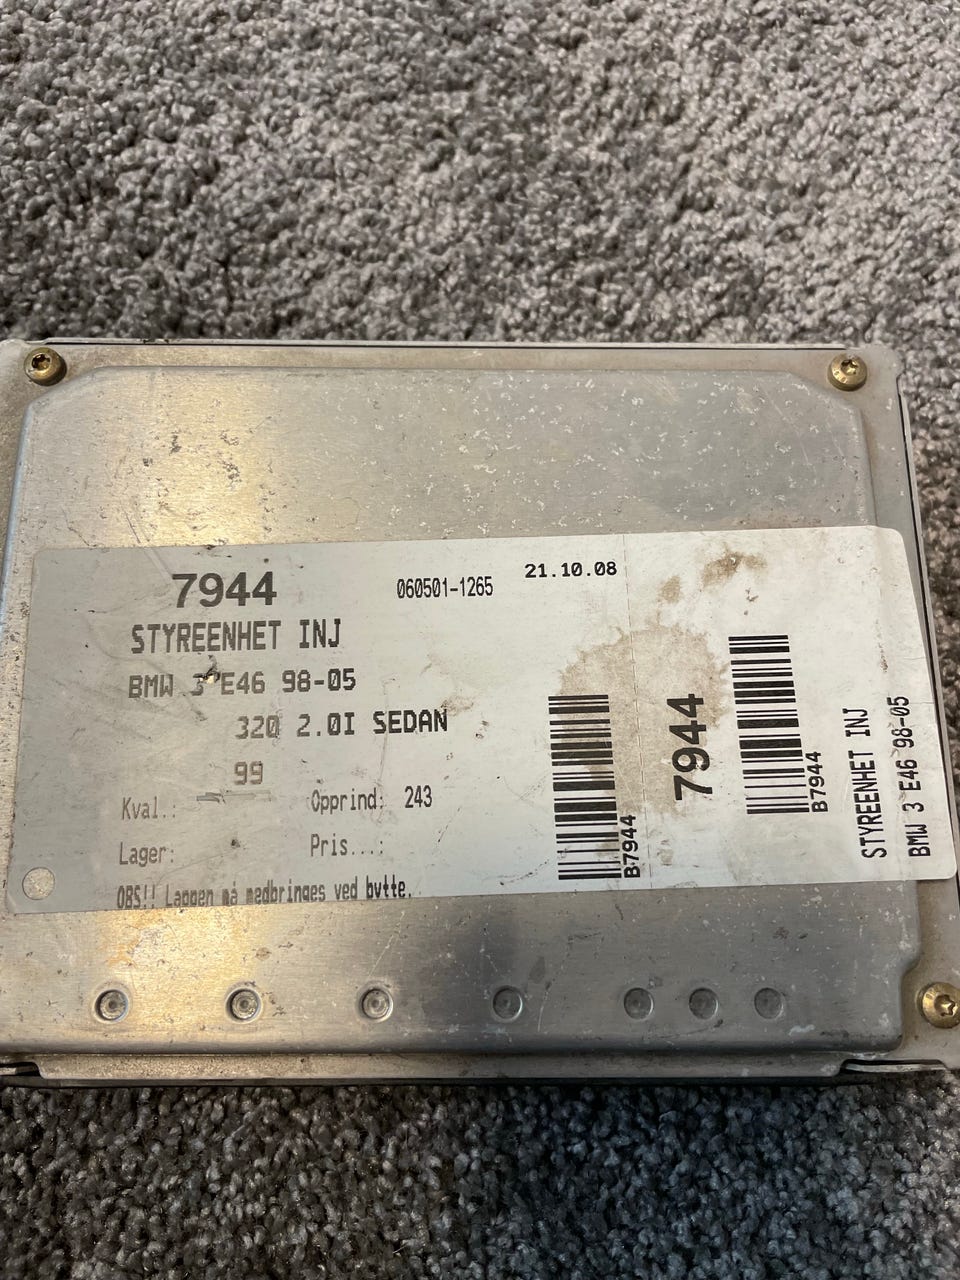 7944
060501-1265
21.10.08
STYREENHET INJ
BMW 3 E46 98-05
320 2.0I SEDAN
99
Kval.:
Opprind: 243
Lager:
Pris...:
OBS!! Lappen må medbringes ved bytte.
B7944
7944
B7944
STYREENHET INJ
BMW 3 E46 98-05